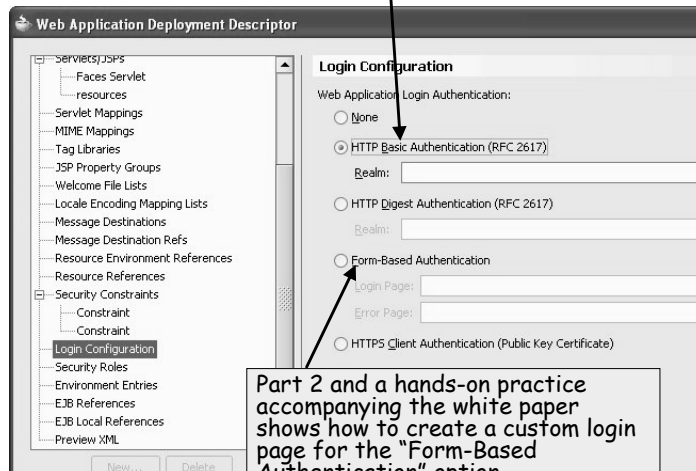 Web Application Deployment Descriptor
Servlets/JSPs
Faces Servlet
resources
Servlet Mappings
MIME Mappings
Tag Libraries
JSP Property Groups
Welcome File Lists
Locale Encoding Mapping Lists
Message Destinations
Message Destination Refs
Resource Environment References
Resource References
Security Constraints
Constraint
Constraint
Login Configuration
Security Roles
Environment Entries
EJB References
EJB Local References
Preview XML
New...
Delete
Login Configuration
Web Application Login Authentication:
None
HTTP Basic Authentication (RFC 2617)
Realm:
HTTP Digest Authentication (RFC 2617)
Realm:
Form-Based Authentication
Login Page:
Error Page:
HTTPS Client Authentication (Public Key Certificate)
Part 2 and a hands-on practice
accompanying the white paper
shows how to create a custom login
page for the “Form-Based
Authentication” option